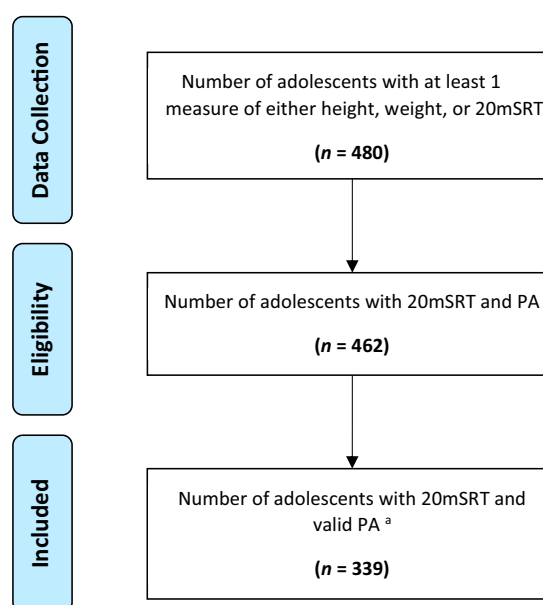 Data Collection
Number of adolescents with at least 1
measure of either height, weight, or 20mSRT
(n = 480)
Eligibility
Number of adolescents with 20mSRT and PA
(n = 462)
Included
Number of adolescents with 20mSRT and
valid PA ᵃ
(n = 339)